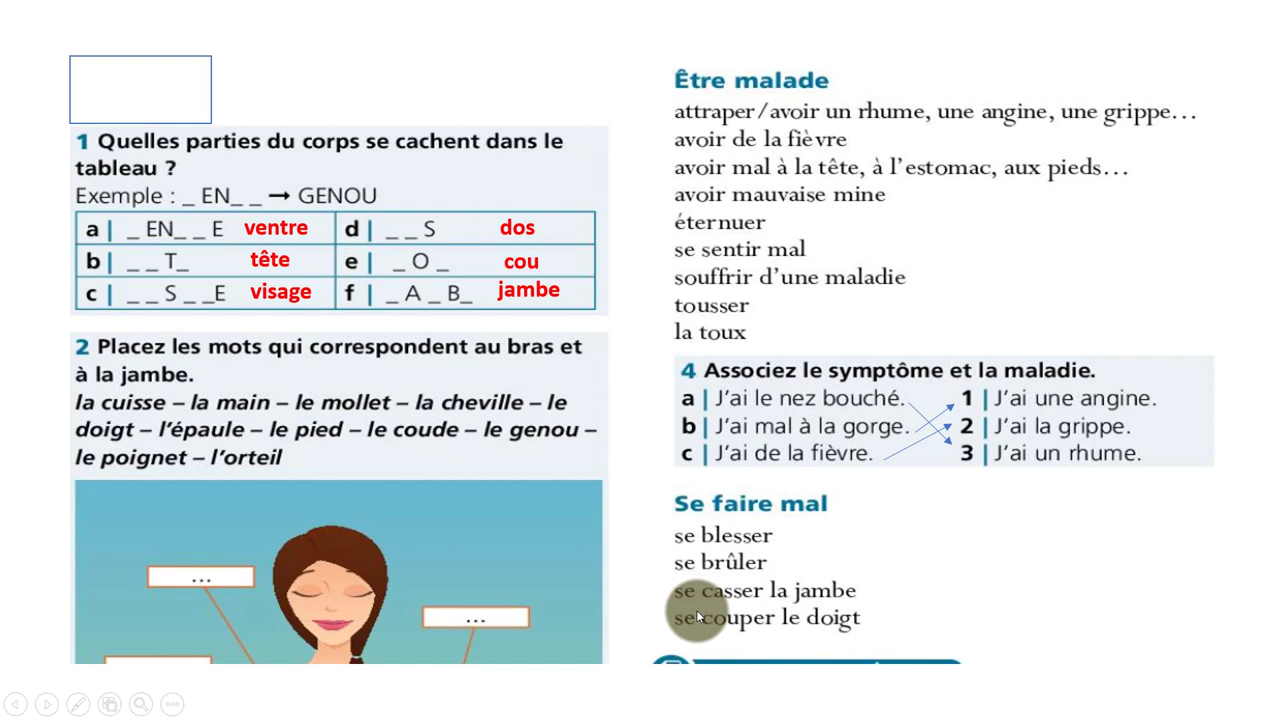 1 Quelles parties du corps se cachent dans le
tableau ?
Exemple : _ EN_ _ → GENOU
a | _ EN_ _ E ventre
d | _ _ S dos
b | _ _ T_ tête
e | _ O _ cou
c | _ _ S _ _E visage
f | _ A _ B_ jambe
2 Placez les mots qui correspondent au bras et
à la jambe.
la cuisse – la main – le mollet – la cheville – le
doigt – l'épaule – le pied – le coude – le genou –
le poignet – l'orteil
...
...
Être malade
attraper/avoir un rhume, une angine, une grippe…
avoir de la fièvre
avoir mal à la tête, à l'estomac, aux pieds…
avoir mauvaise mine
éternuer
se sentir mal
souffrir d'une maladie
tousser
la toux
4 Associez le symptôme et la maladie.
a | J'ai le nez bouché. 1 | J'ai une angine.
b | J'ai mal à la gorge. 2 | J'ai la grippe.
c | J'ai de la fièvre. 3 | J'ai un rhume.
Se faire mal
se blesser
se brûler
se casser la jambe
se couper le doigt